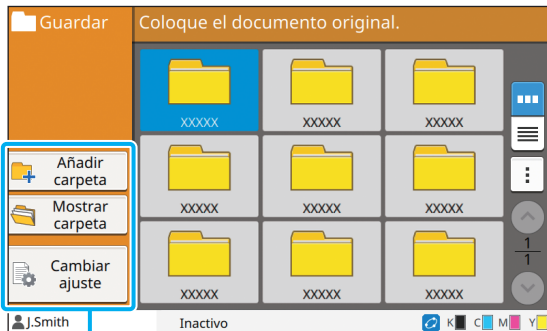 Guardar
Coloque el documento original.
XXXXX
XXXXX
XXXXX
Añadir
carpeta
XXXXX
XXXXX
XXXXX
Mostrar
carpeta
Cambiar
ajuste
XXXXX
XXXXX
XXXXX
1
1
J.Smith
Inactivo
K C M Y